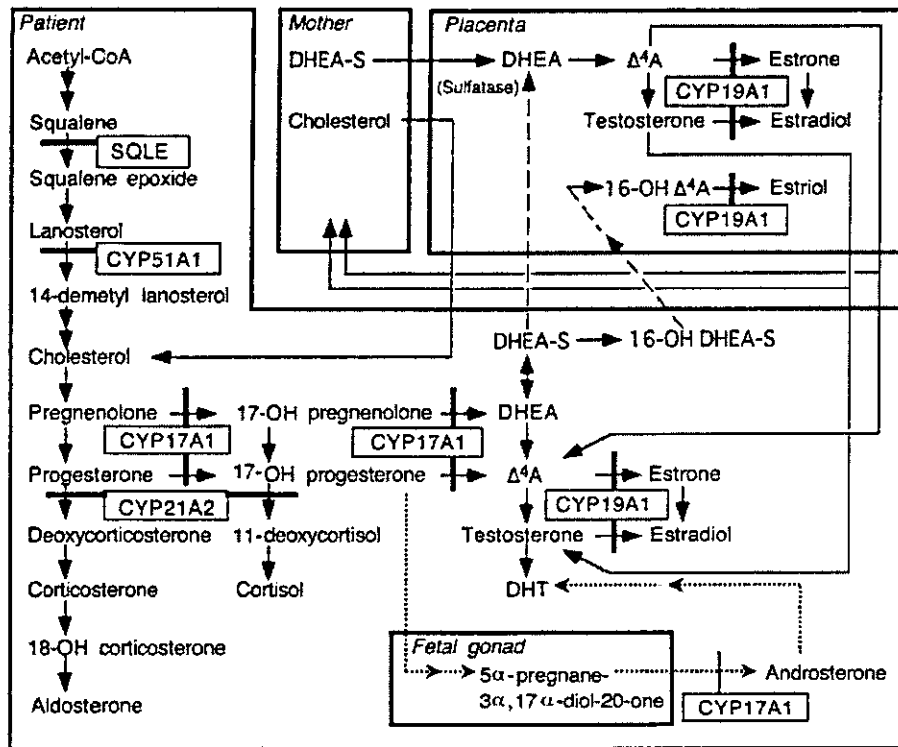 Patient
Mother
Placenta
Acetyl-CoA
DHEA-S
DHEA
Δ⁴A
Estrone
(Sulfatase)
CYP19A1
Squalene
Cholesterol
Testosterone
Estradiol
SQLE
Squalene epoxide
16-OH Δ⁴A
Estriol
CYP19A1
Lanosterol
CYP51A1
14-demetyl lanosterol
DHEA-S
16-OH DHEA-S
Cholesterol
Pregnenolone
17-OH pregnenolone
DHEA
CYP17A1
CYP17A1
Progesterone
17-OH progesterone
Δ⁴A
Estrone
CYP21A2
CYP19A1
Deoxycorticosterone
11-deoxycortisol
Testosterone
Estradiol
Corticosterone
Cortisol
DHT
18-OH corticosterone
Fetal gonad
Aldosterone
5α-pregnane-
3α,17α-diol-20-one
Androsterone
CYP17A1